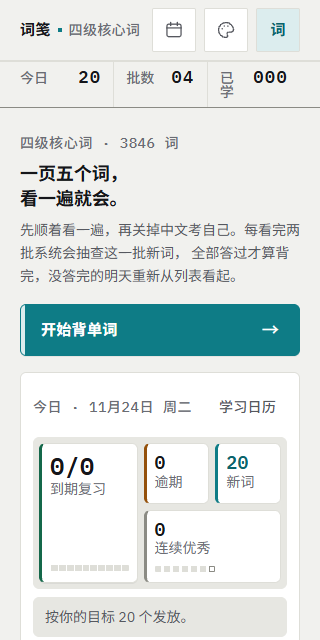 词笺 四级核心词 词
今日 20 批数 04 已学 000
四级核心词 · 3846 词
一页五个词，
看一遍就会。
先顺着看一遍，再关掉中文考自己。每看完两
批系统会抽查这一批新词， 全部答过才算背
完，没答完的明天重新从列表看起。
开始背单词 →
今日 · 11月24日 周二 学习日历
0/0
到期复习
0
逾期
20
新词
0
连续优秀
按你的目标 20 个发放。